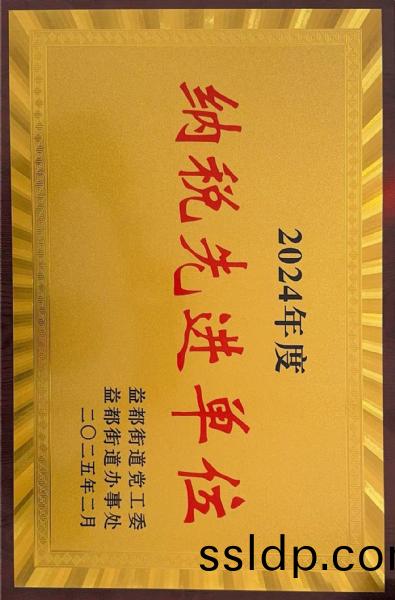 2024年度
纳税先进单位
益都街道党工委
益都街道办事处
二〇二五年二月
ssldp.com